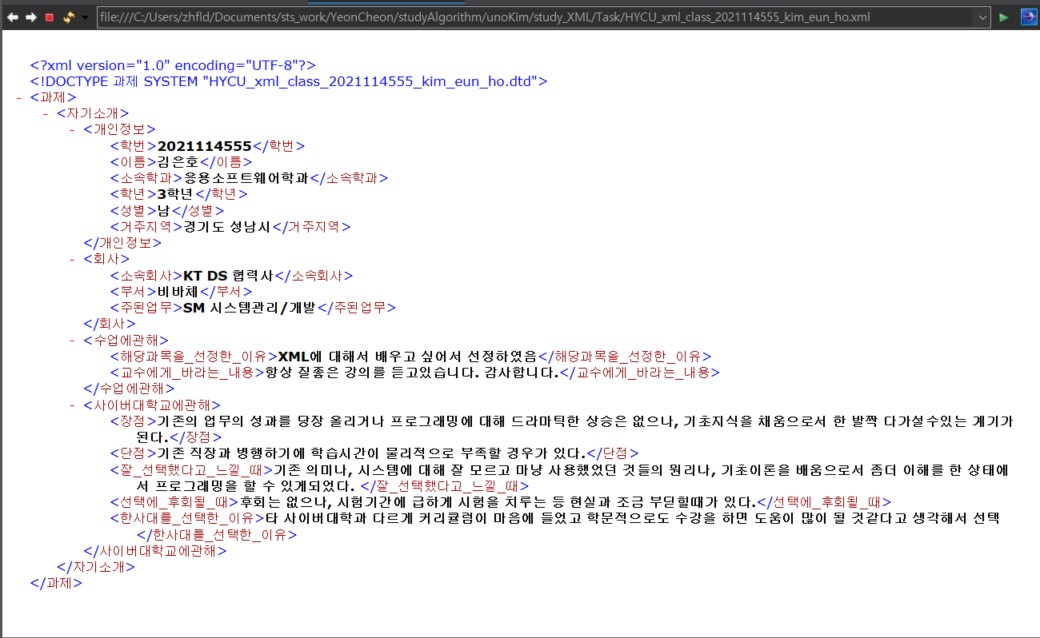 file:///C:/Users/zhfld/Documents/sts_work/YeonCheon/studyAlgorithm/unoKim/study_XML/Task/HYCU_xml_class_2021114555_kim_eun_ho.xml
<?xml version="1.0" encoding="UTF-8"?>
<!DOCTYPE 과제 SYSTEM "HYCU_xml_class_2021114555_kim_eun_ho.dtd">
- <과제>
- <자기소개>
- <개인정보>
<학번>2021114555</학번>
<이름>김은호</이름>
<소속학과>응용소프트웨어학과</소속학과>
<학년>3학년</학년>
<성별>남</성별>
<거주지역>경기도 성남시</거주지역>
</개인정보>
- <회사>
<소속회사>KT DS 협력사</소속회사>
<부서>비바체</부서>
<주된업무>SM 시스템관리/개발</주된업무>
</회사>
- <수업에관해>
<해당과목을_선정한_이유>XML에 대해서 배우고 싶어서 선정하였음</해당과목을_선정한_이유>
<교수에게_바라는_내용>항상 질좋은 강의를 듣고있습니다. 감사합니다.</교수에게_바라는_내용>
</수업에관해>
- <사이버대학교에관해>
<장점>기존의 업무의 성과를 당장 올리거나 프로그래밍에 대해 드라마틱한 상승은 없으나, 기초지식을 채움으로서 한 발짝 다가설수있는 계기가
된다.</장점>
<단점>기존 직장과 병행하기에 학습시간이 물리적으로 부족할 경우가 있다.</단점>
<잘_선택했다고_느낄_때>기존 의미나, 시스템에 대해 잘 모르고 마냥 사용했었던 것들의 원리나, 기초이론을 배움으로서 좀더 이해를 한 상태에
서 프로그래밍을 할 수 있게되었다. </잘_선택했다고_느낄_때>
<선택에_후회될_때>후회는 없으나, 시험기간에 급하게 시험을 치루는 등 현실과 조금 부딛힐때가 있다.</선택에_후회될_때>
<한사대를_선택한_이유>타 사이버대학과 다르게 커리큘럼이 마음에 들었고 학문적으로도 수강을 하면 도움이 많이 될 것같다고 생각해서 선택
</한사대를_선택한_이유>
</사이버대학교에관해>
</자기소개>
</과제>